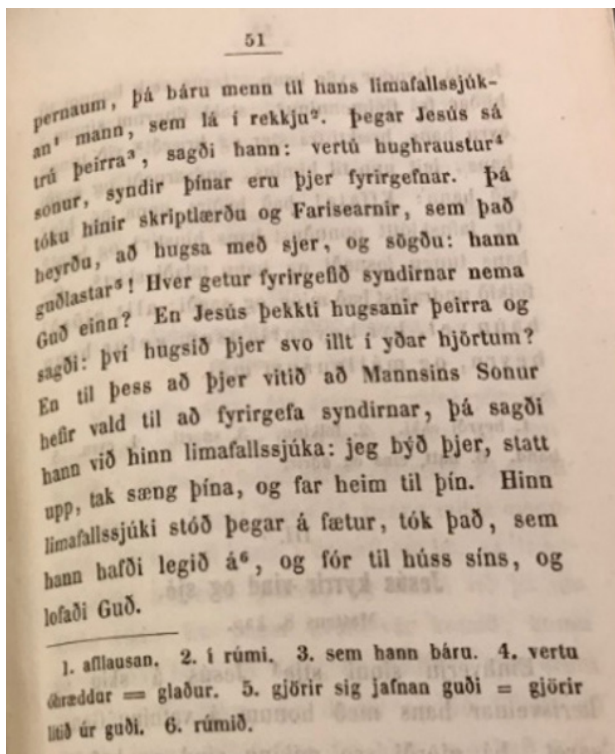 51
pernaum, þá báru menn til hans limafallssjúk-
an¹ mann, sem lá í rekkju². Þegar Jesús sá
trú þeirra³, sagði hann: vertú hughraustur⁴
sonur, syndir þínar eru þjer fyrirgefnar. Þá
tóku hinir skriptlærðu og Farisearnir, sem það
heyrðu, að hugsa með sjer, og sögðu: hann
guðlastar⁵! Hver getur fyrirgefið syndirnar nema
Guð einn? En Jesús þekkti hugsanir þeirra og
sagði: því hugsið þjer svo illt í yðar hjörtum?
En til þess að þjer vitið að Mannsins Sonur
hefir vald til að fyrirgefa syndirnar, þá sagði
hann við hinn limafallssjúka: jeg býð þjer, statt
upp, tak sæng þína, og far heim til þín. Hinn
limafallssjúki stóð þegar á fætur, tók það, sem
hann hafði legið á⁶, og fór til húss síns, og
lofaði Guð.
1. afllausan. 2. í rúmi. 3. sem hann báru. 4. vertu
óhræddur = glaður. 5. gjörir sig jafnan guði = gjörir
lítið úr guði. 6. rúmið.